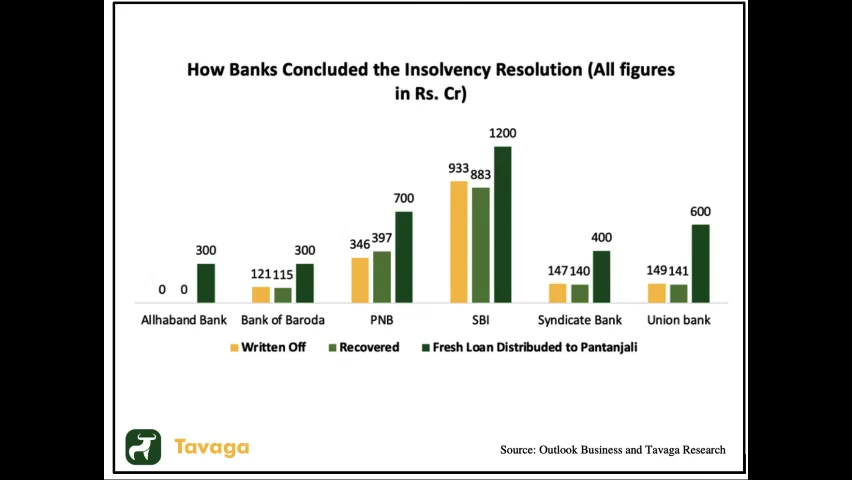 How Banks Concluded the Insolvency Resolution (All figures
in Rs. Cr)
0 0 300
121 115 300
346 397 700
933 883 1200
147 140 400
149 141 600
Allhaband Bank Bank of Baroda PNB SBI Syndicate Bank Union bank
Written Off Recovered Fresh Loan Distribuded to Pantanjali
Tavaga
Source: Outlook Business and Tavaga Research